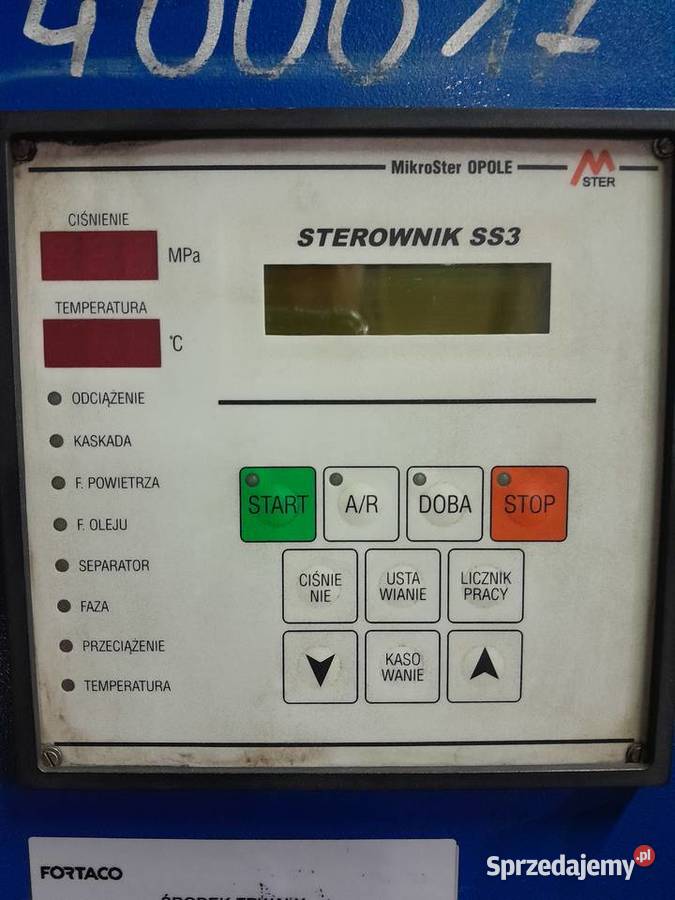 MikroSter OPOLE
M STER
CIŚNIENIE
MPa
STEROWNIK SS3
TEMPERATURA
°C
ODCIĄŻENIE
KASKADA
F. POWIETRZA
F. OLEJU
SEPARATOR
FAZA
PRZECIĄŻENIE
TEMPERATURA
START
A/R
DOBA
STOP
CIŚNIE
NIE
USTA
WIANIE
LICZNIK
PRACY
KASO
WANIE
FORTACO
Sprzedajemy.pl